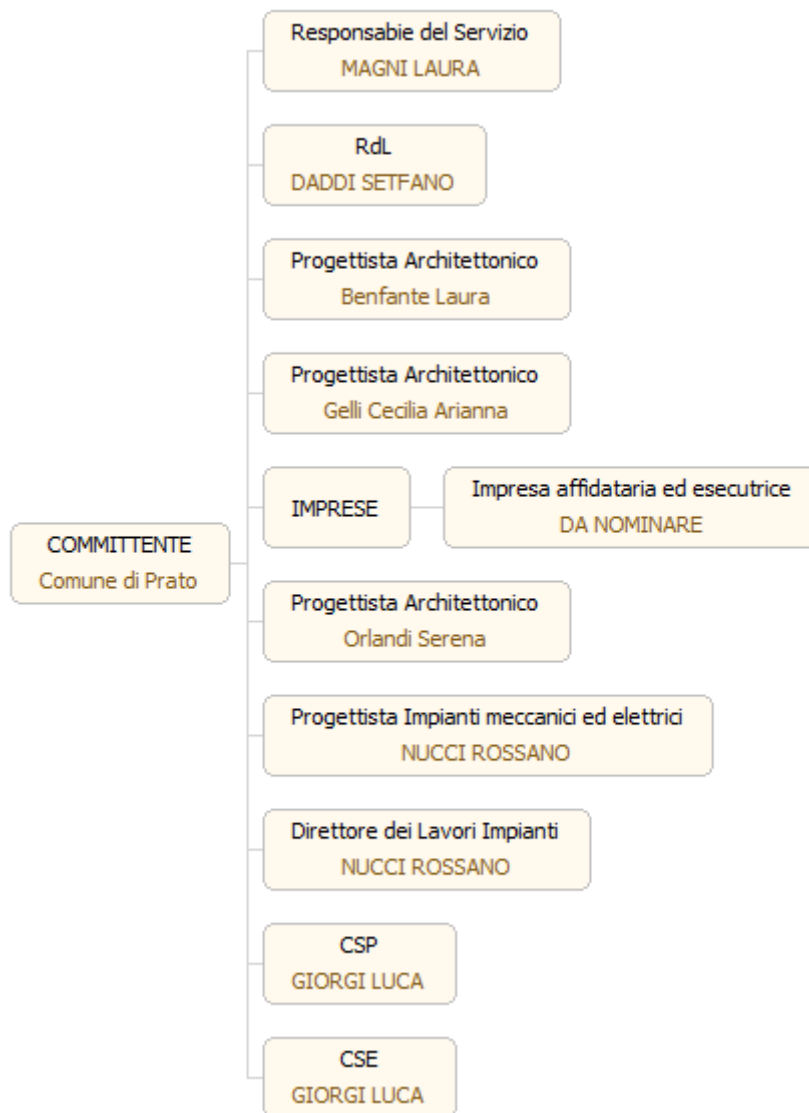 Responsabie del Servizio
MAGNI LAURA
RdL
DADDI SETFANO
Progettista Architettonico
Benfante Laura
Progettista Architettonico
Gelli Cecilia Arianna
IMPRESE
Impresa affidataria ed esecutrice
DA NOMINARE
COMMITTENTE
Comune di Prato
Progettista Architettonico
Orlandi Serena
Progettista Impianti meccanici ed elettrici
NUCCI ROSSANO
Direttore dei Lavori Impianti
NUCCI ROSSANO
CSP
GIORGI LUCA
CSE
GIORGI LUCA